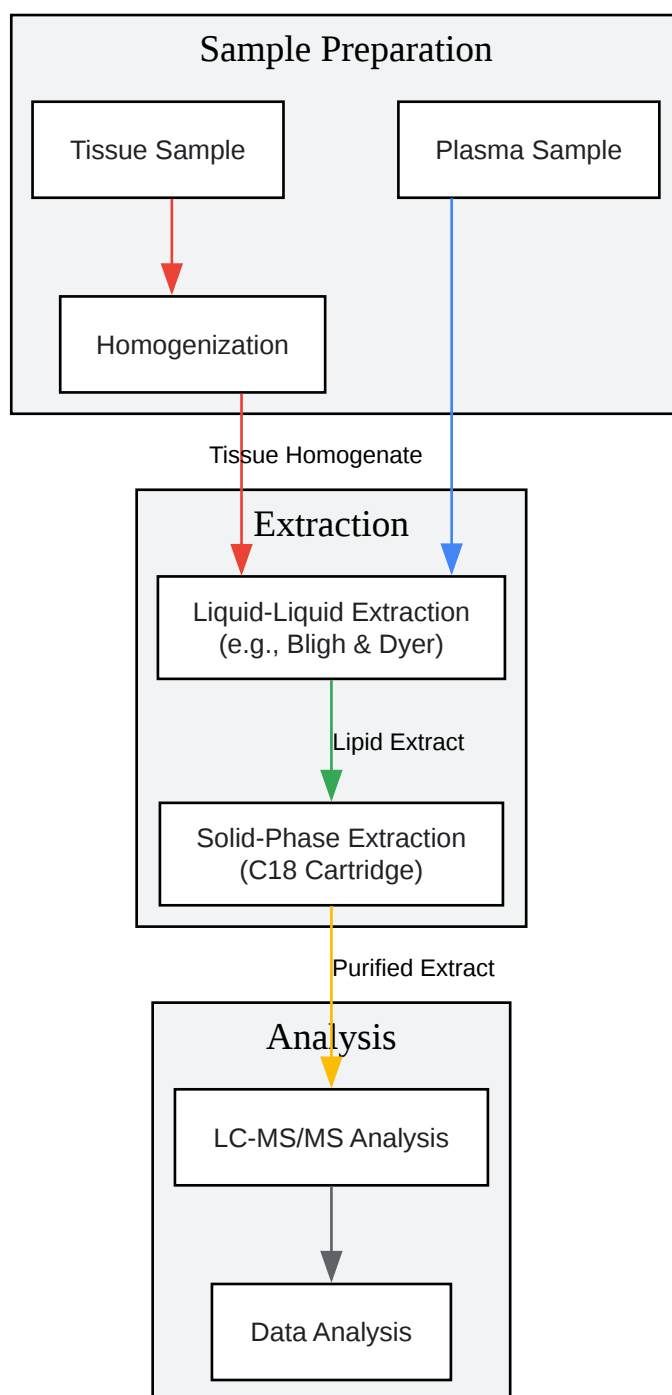 Sample Preparation
Tissue Sample
Plasma Sample
Homogenization
Tissue Homogenate
Extraction
Liquid-Liquid Extraction
(e.g., Bligh & Dyer)
Lipid Extract
Solid-Phase Extraction
(C18 Cartridge)
Purified Extract
Analysis
LC-MS/MS Analysis
Data Analysis